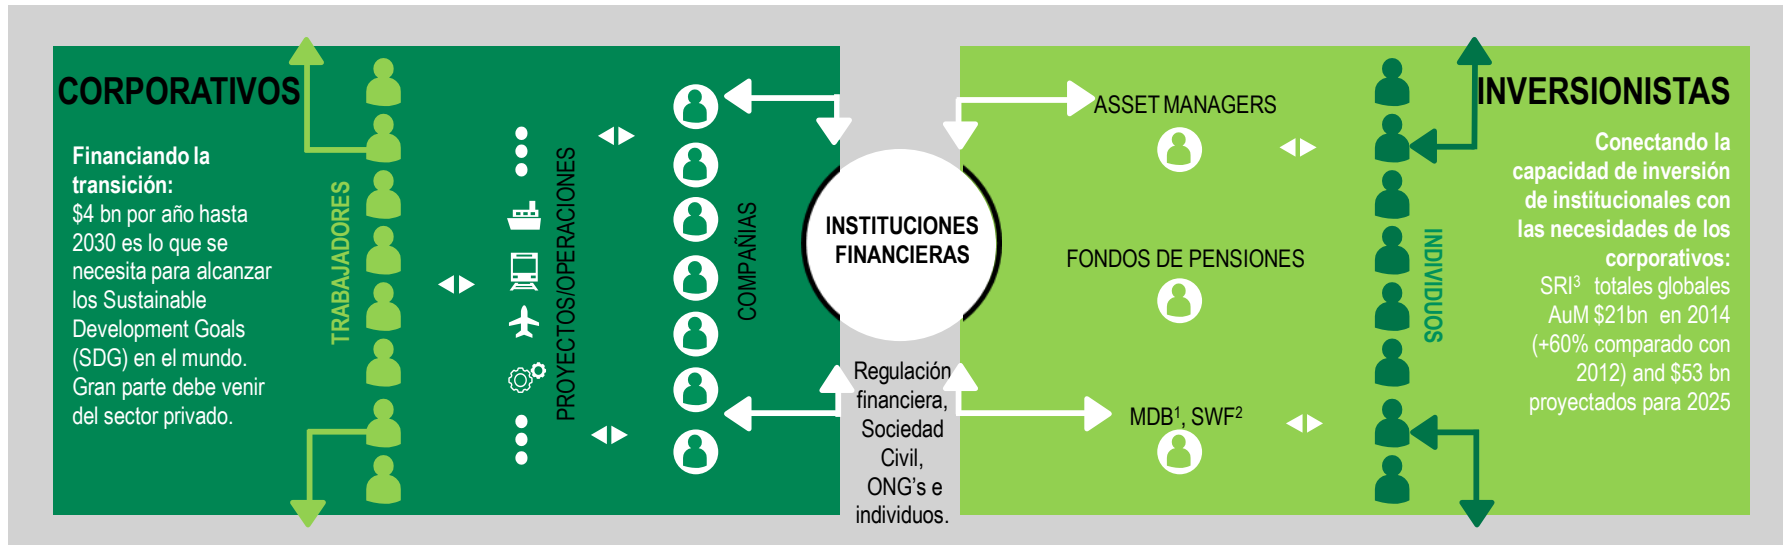 CORPORATIVOS
Financiando la
transición:
$4 bn por año hasta
2030 es lo que se
necesita para alcanzar
los Sustainable
Development Goals
(SDG) en el mundo.
Gran parte debe venir
del sector privado.
TRABAJADORES
PROYECTOS/OPERACIONES
COMPAÑIAS
INSTITUCIONES
FINANCIERAS
Regulación
financiera,
Sociedad
Civil,
ONG's e
individuos.
ASSET MANAGERS
FONDOS DE PENSIONES
MDB¹, SWF²
INDIVIDUOS
INVERSIONISTAS
Conectando la
capacidad de inversión
de institucionales con
las necesidades de los
corporativos:
SRI³ totales globales
AuM $21bn en 2014
(+60% comparado con
2012) and $53 bn
proyectados para 2025